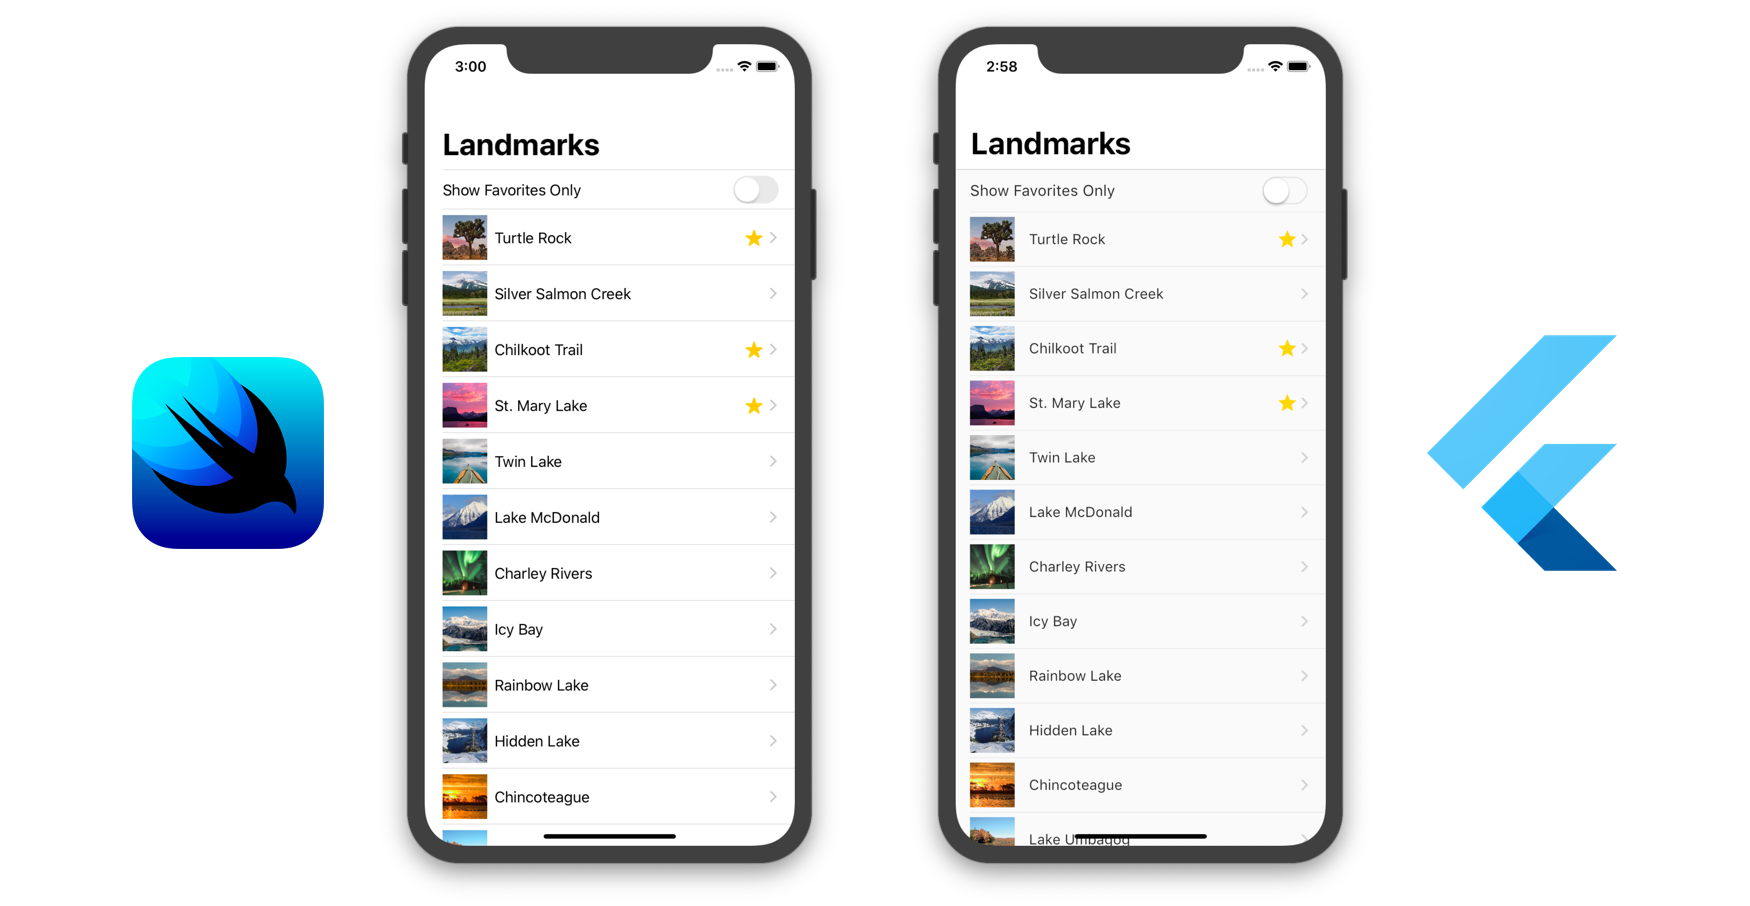 3:00
Landmarks
Show Favorites Only
Turtle Rock
Silver Salmon Creek
Chilkoot Trail
St. Mary Lake
Twin Lake
Lake McDonald
Charley Rivers
Icy Bay
Rainbow Lake
Hidden Lake
Chincoteague
2:58
Landmarks
Show Favorites Only
Turtle Rock
Silver Salmon Creek
Chilkoot Trail
St. Mary Lake
Twin Lake
Lake McDonald
Charley Rivers
Icy Bay
Rainbow Lake
Hidden Lake
Chincoteague
Lake Umbagog